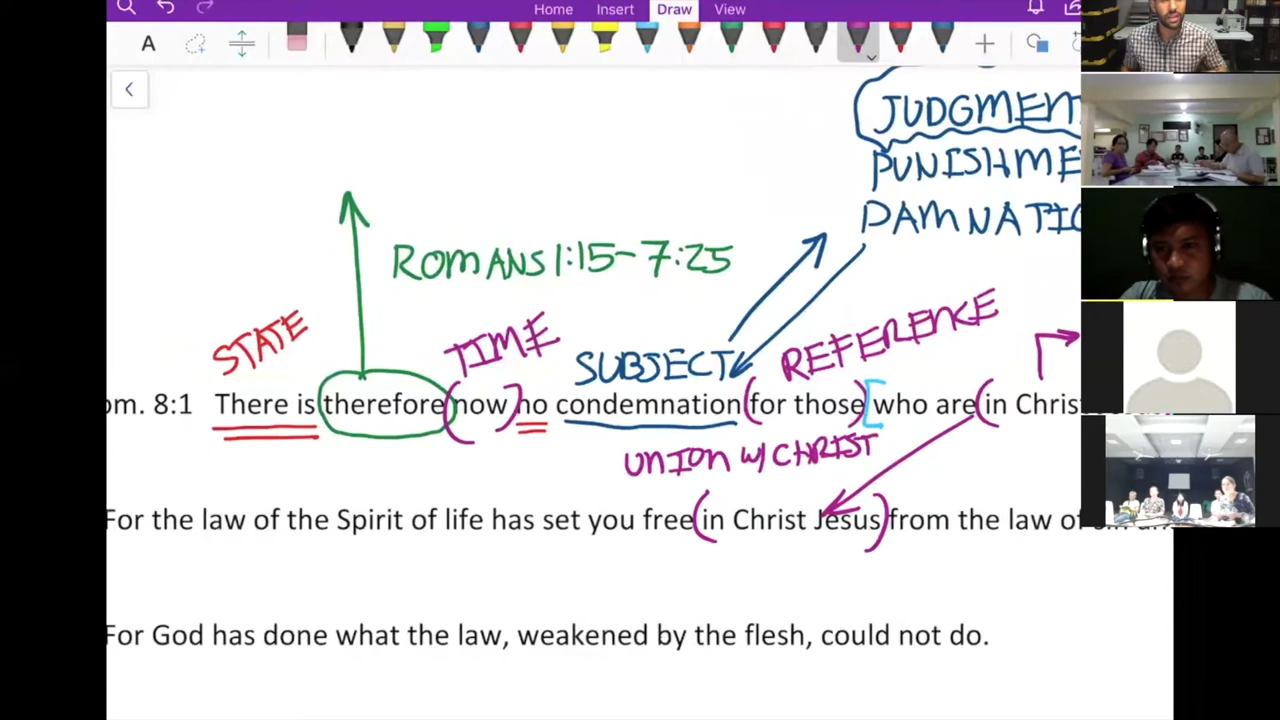 Home Insert Draw View
A
JUDGMENT
PUNISHME
DAMNATIO
ROMANS 1:15-7:25
STATE
TIME
SUBJECT
REFERENCE
om. 8:1 There is therefore (now) no condemnation (for those) [who are (in Chris
UNION W/ CHRIST
For the law of the Spirit of life has set you free (in Christ Jesus) from the law of
For God has done what the law, weakened by the flesh, could not do.